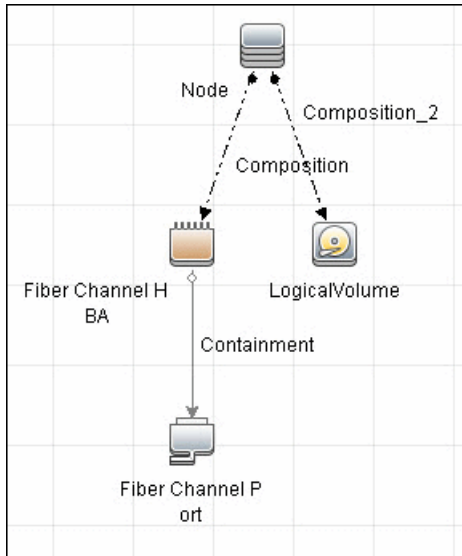 Node
Composition_2
Composition
Fiber Channel H
BA
LogicalVolume
Containment
Fiber Channel P
ort